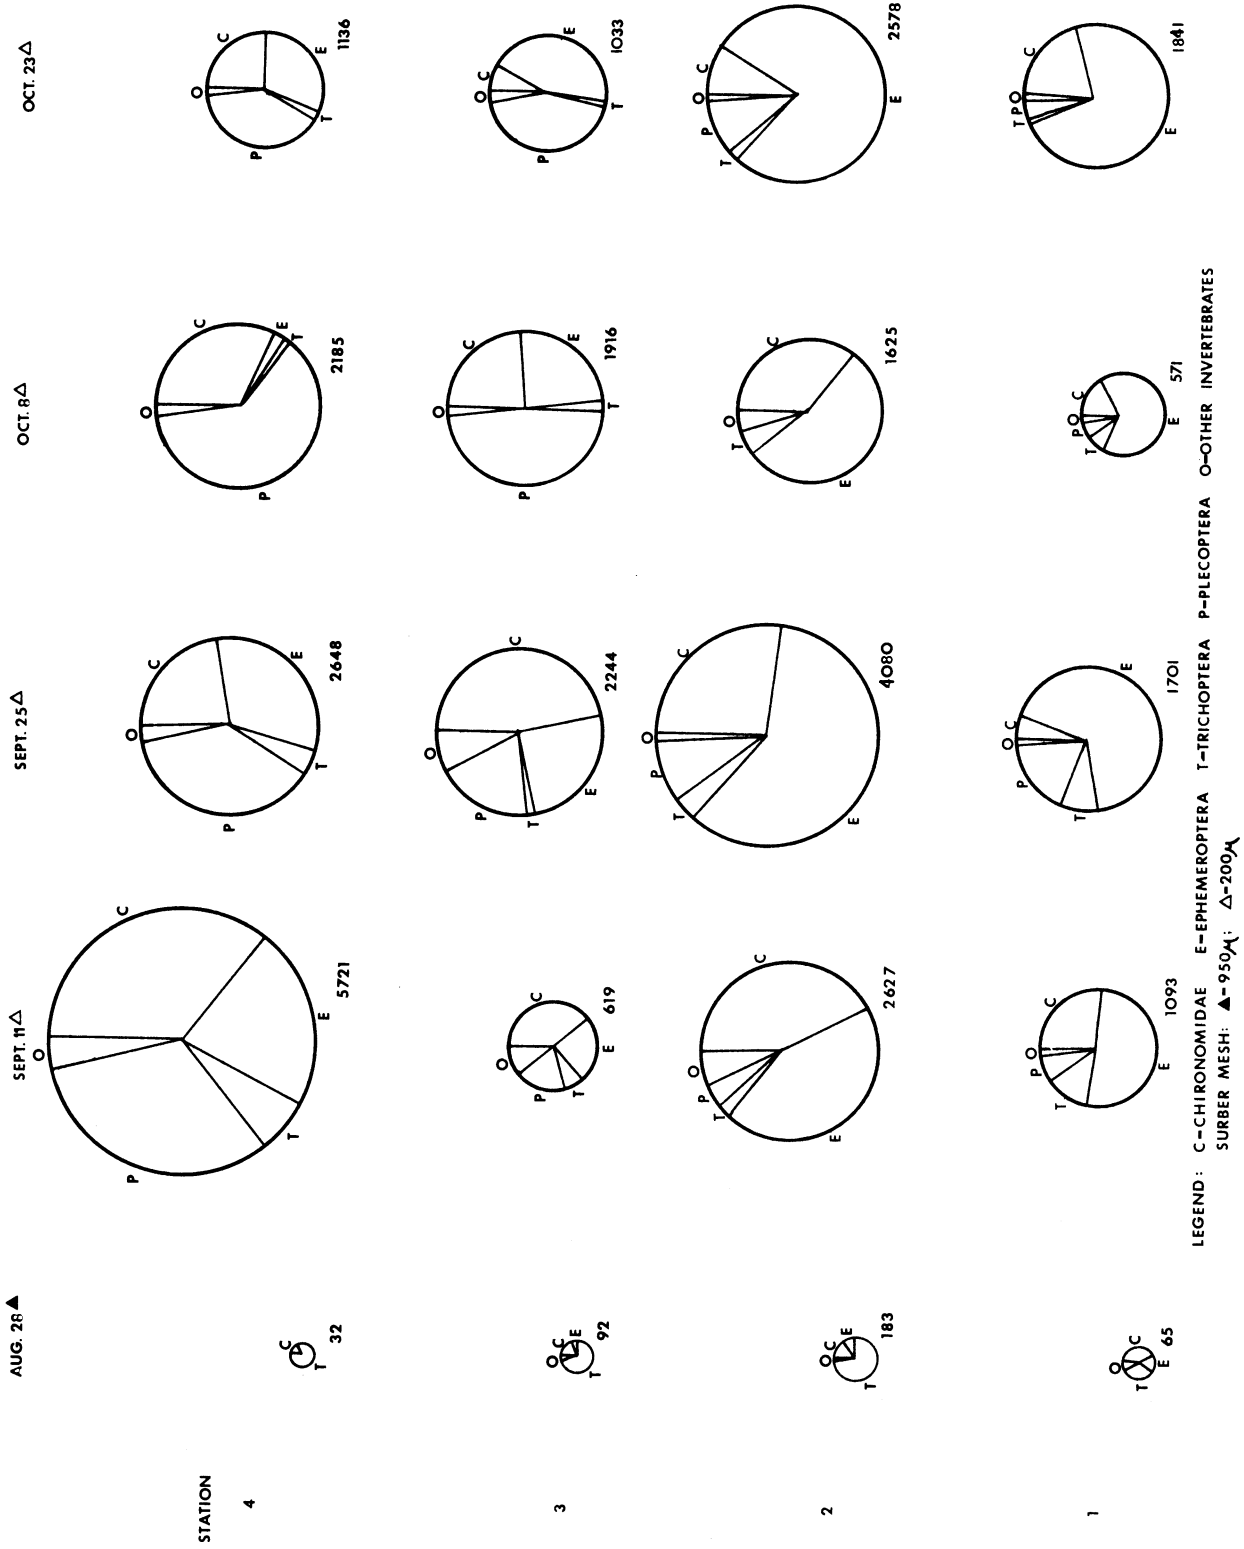 AUG. 28▲ SEPT. 11△ SEPT. 25△ OCT. 8△ OCT. 23△
STATION
4
C
T
32
O
C
P
T
E
5721
O
C
P
T
E
2648
O
C
P
E
T
2185
O
C
P
T
E
1136
3
O
C
E
T
92
O
C
P
T
E
619
O
C
P
T
E
2244
O
C
P
T
E
1916
O
C
P
E
T
1033
2
O
C
E
T
183
O
C
P
T
E
2627
O
C
P
T
E
4080
O
C
T
E
1625
O
C
P
T
E
2578
1
O
C
T
E
65
O
C
P
T
E
1093
O
C
P
T
E
1701
O
C
P
T
E
571
O
C
P
T
E
1841
LEGEND: C-CHIRONOMIDAE E-EPHEMEROPTERA T-TRICHOPTERA P-PLECOPTERA O-OTHER INVERTEBRATES
SURBER MESH: ▲-950μ; △-200μ